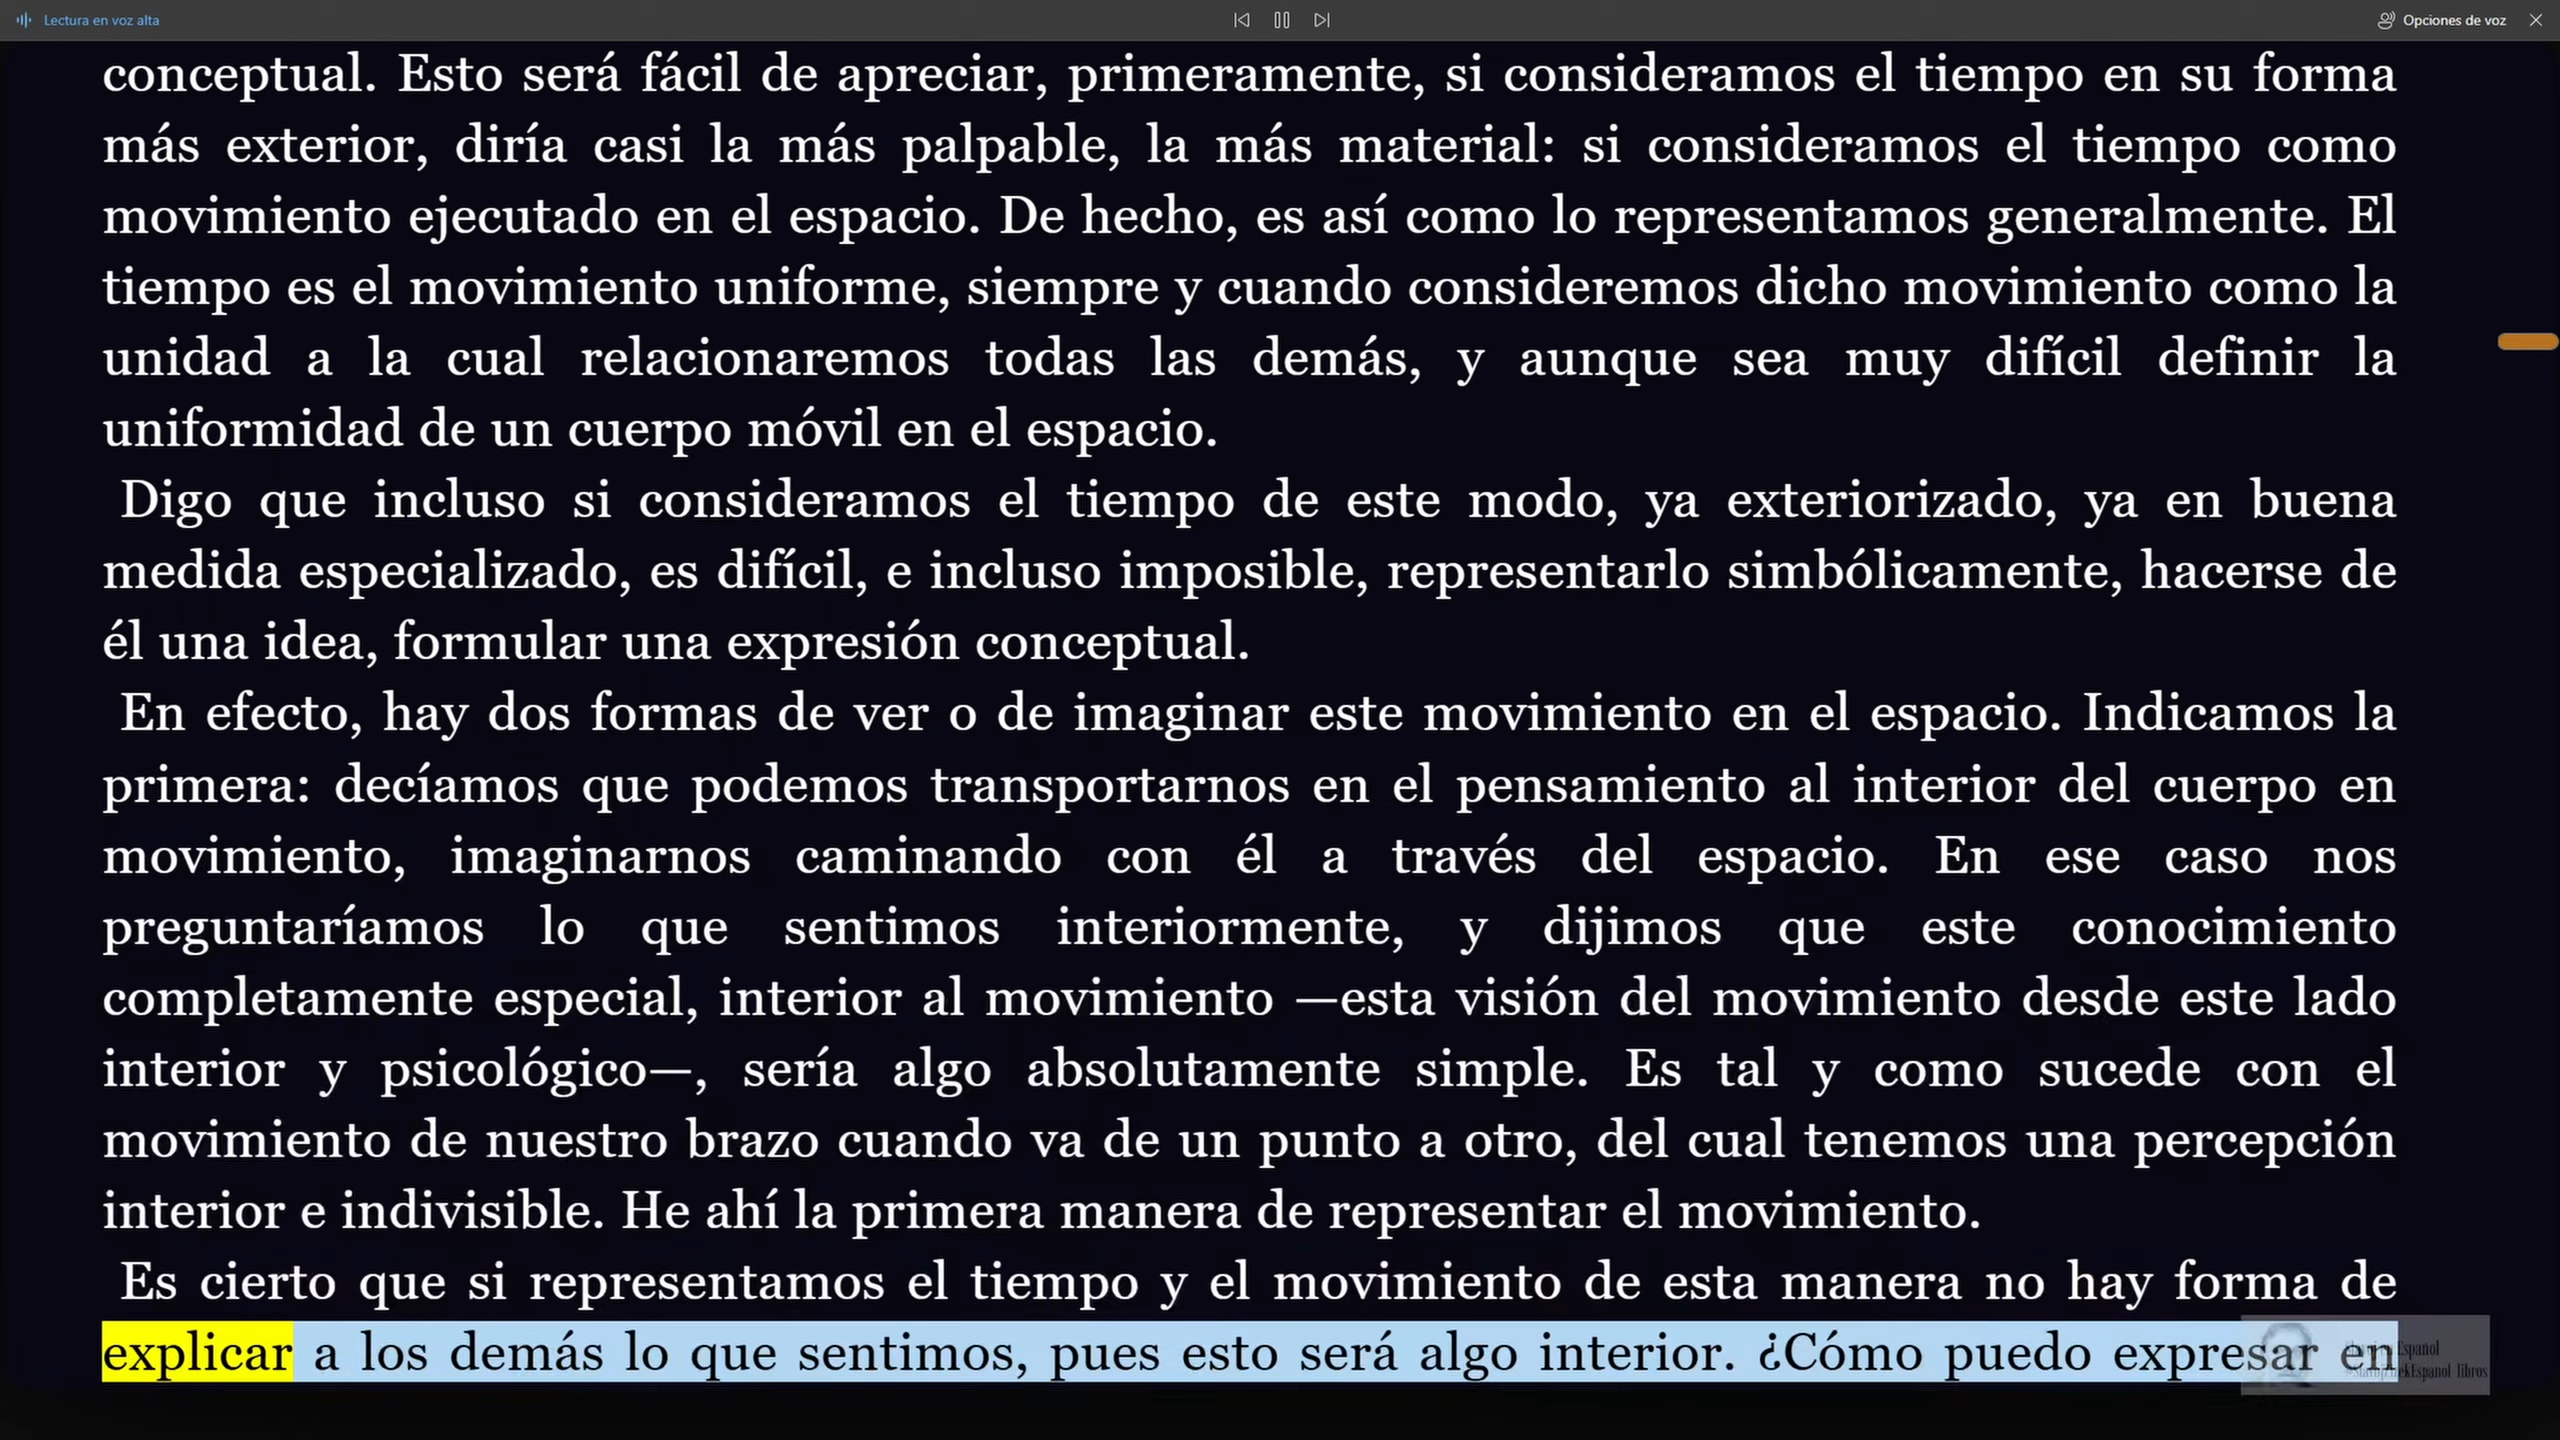 Lectura en voz alta
Opciones de voz
conceptual. Esto será fácil de apreciar, primeramente, si consideramos el tiempo en su forma
más exterior, diría casi la más palpable, la más material: si consideramos el tiempo como
movimiento ejecutado en el espacio. De hecho, es así como lo representamos generalmente. El
tiempo es el movimiento uniforme, siempre y cuando consideremos dicho movimiento como la
unidad a la cual relacionaremos todas las demás, y aunque sea muy difícil definir la
uniformidad de un cuerpo móvil en el espacio.
Digo que incluso si consideramos el tiempo de este modo, ya exteriorizado, ya en buena
medida especializado, es difícil, e incluso imposible, representarlo simbólicamente, hacerse de
él una idea, formular una expresión conceptual.
En efecto, hay dos formas de ver o de imaginar este movimiento en el espacio. Indicamos la
primera: decíamos que podemos transportarnos en el pensamiento al interior del cuerpo en
movimiento, imaginarnos caminando con él a través del espacio. En ese caso nos
preguntaríamos lo que sentimos interiormente, y dijimos que este conocimiento
completamente especial, interior al movimiento —esta visión del movimiento desde este lado
interior y psicológico—, sería algo absolutamente simple. Es tal y como sucede con el
movimiento de nuestro brazo cuando va de un punto a otro, del cual tenemos una percepción
interior e indivisible. He ahí la primera manera de representar el movimiento.
Es cierto que si representamos el tiempo y el movimiento de esta manera no hay forma de
explicar a los demás lo que sentimos, pues esto será algo interior. ¿Cómo puedo expresar en
Español
libros